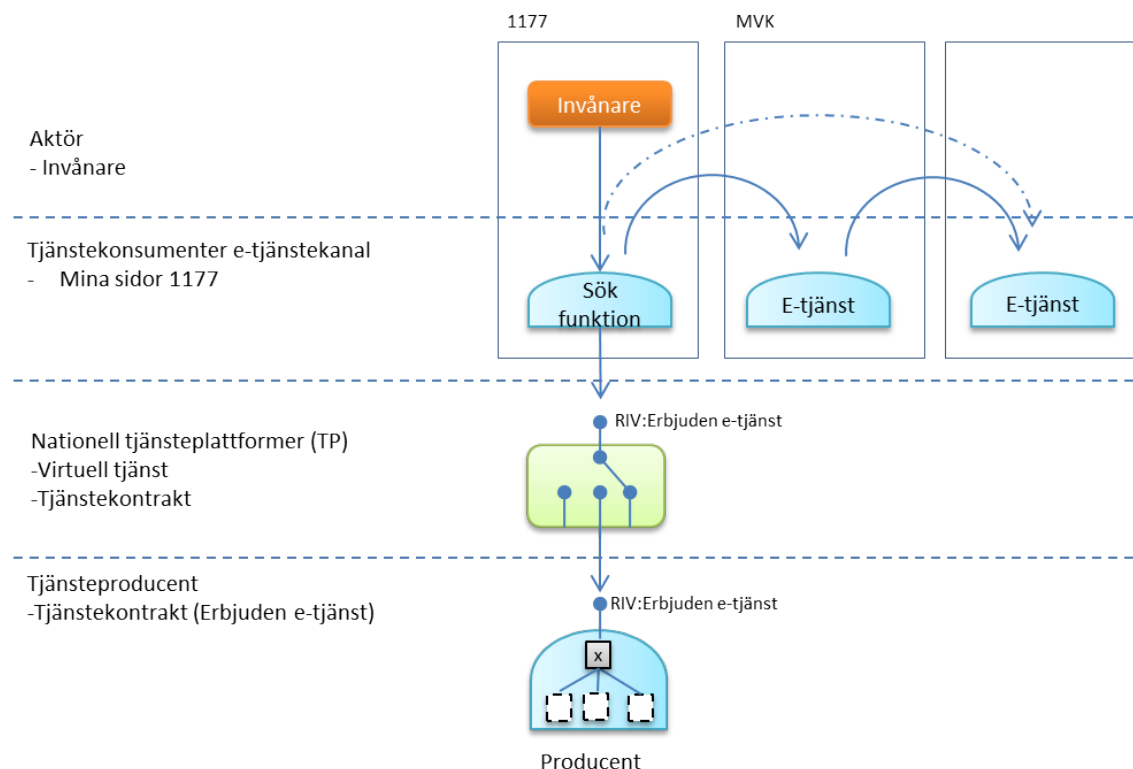 1177
MVK
Invånare
Aktör
- Invånare
Tjänstekonsumenter e-tjänstekanal
- Mina sidor 1177
Sök
funktion
E-tjänst
E-tjänst
RIV:Erbjuden e-tjänst
Nationell tjänsteplattformer (TP)
-Virtuell tjänst
-Tjänstekontrakt
Tjänsteproducent
-Tjänstekontrakt (Erbjuden e-tjänst)
RIV:Erbjuden e-tjänst
x
Producent